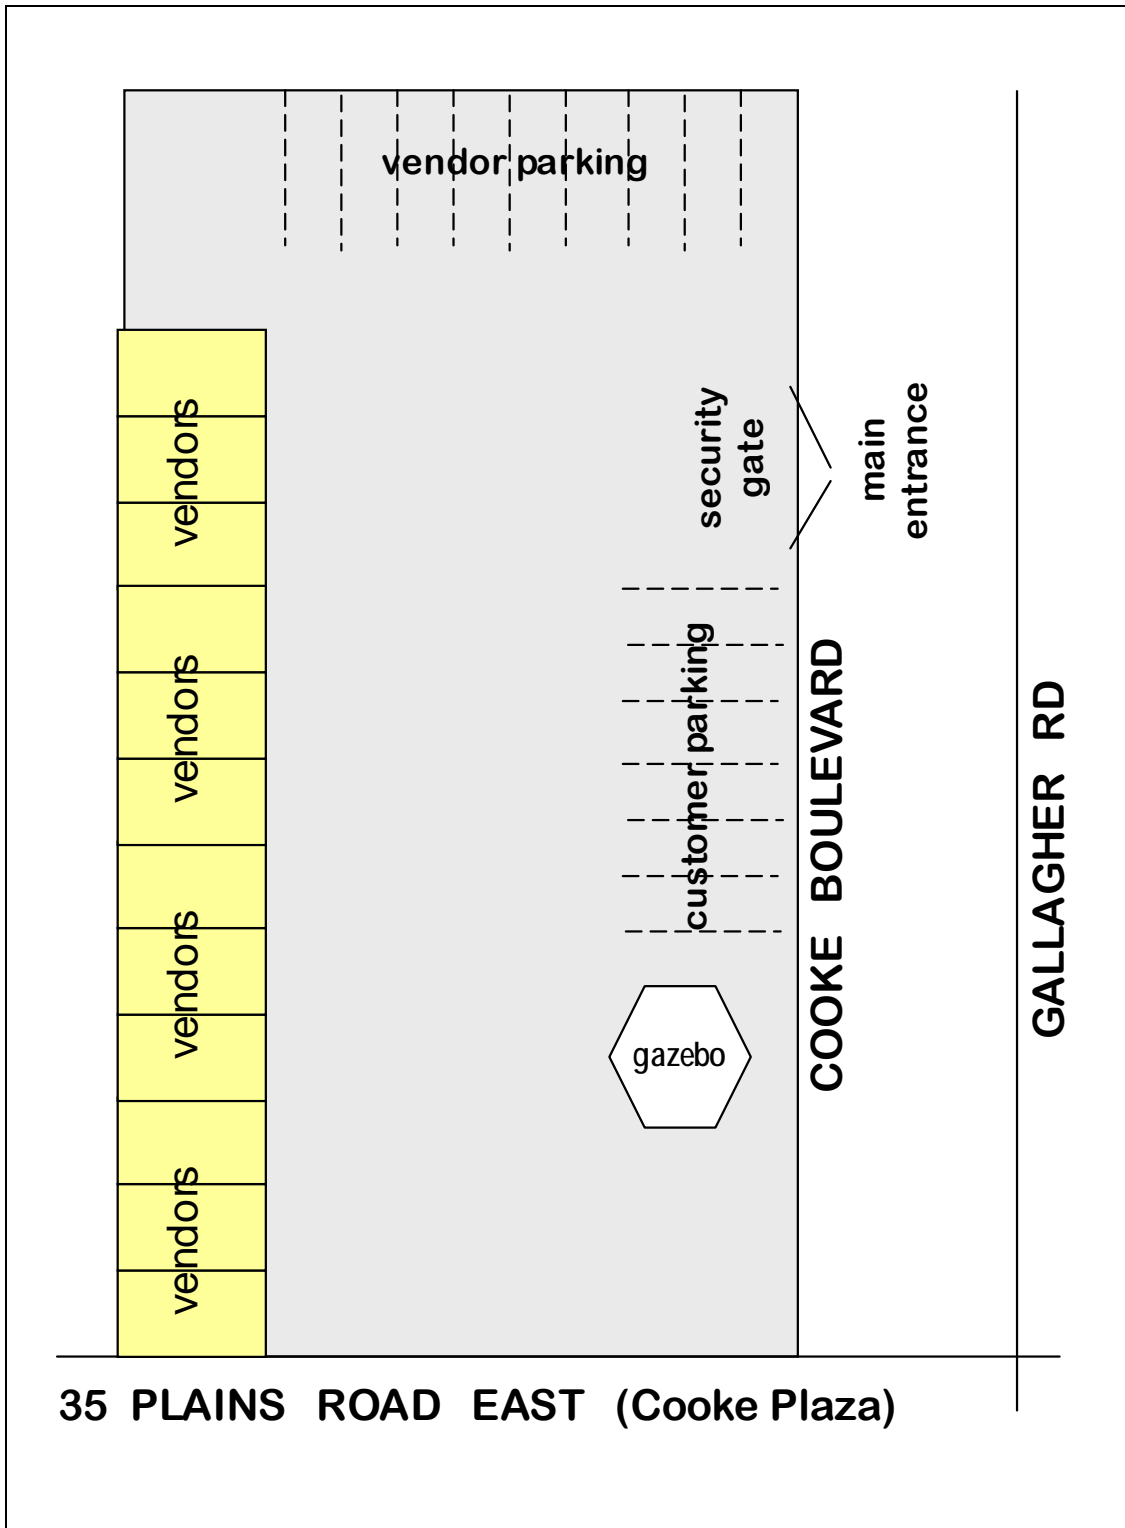 vendor parking
vendors
security
gate
main
entrance
vendors
customer parking
COOKE BOULEVARD
GALLAGHER RD
vendors
gazebo
vendors
35 PLAINS ROAD EAST (Cooke Plaza)